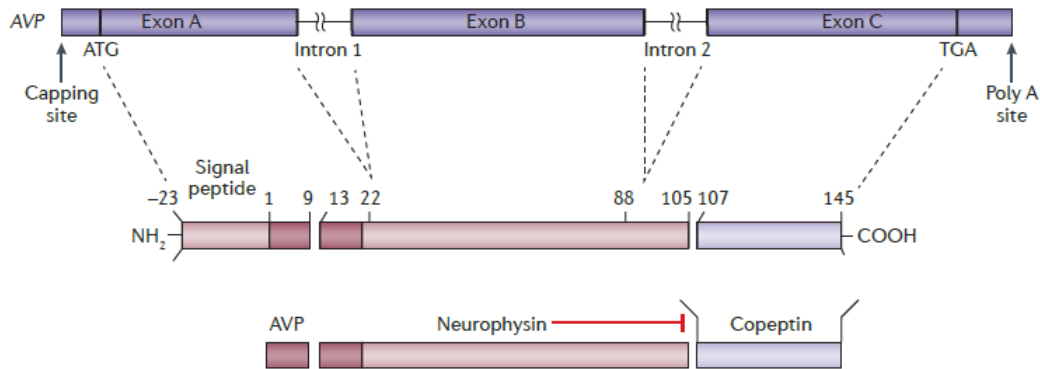 AVP Exon A Exon B Exon C
ATG Intron 1 Intron 2 TGA
Capping
site
Poly A
site
Signal
peptide
–23 1 9 13 22 88 105 107 145
NH2 COOH
AVP Neurophysin Copeptin